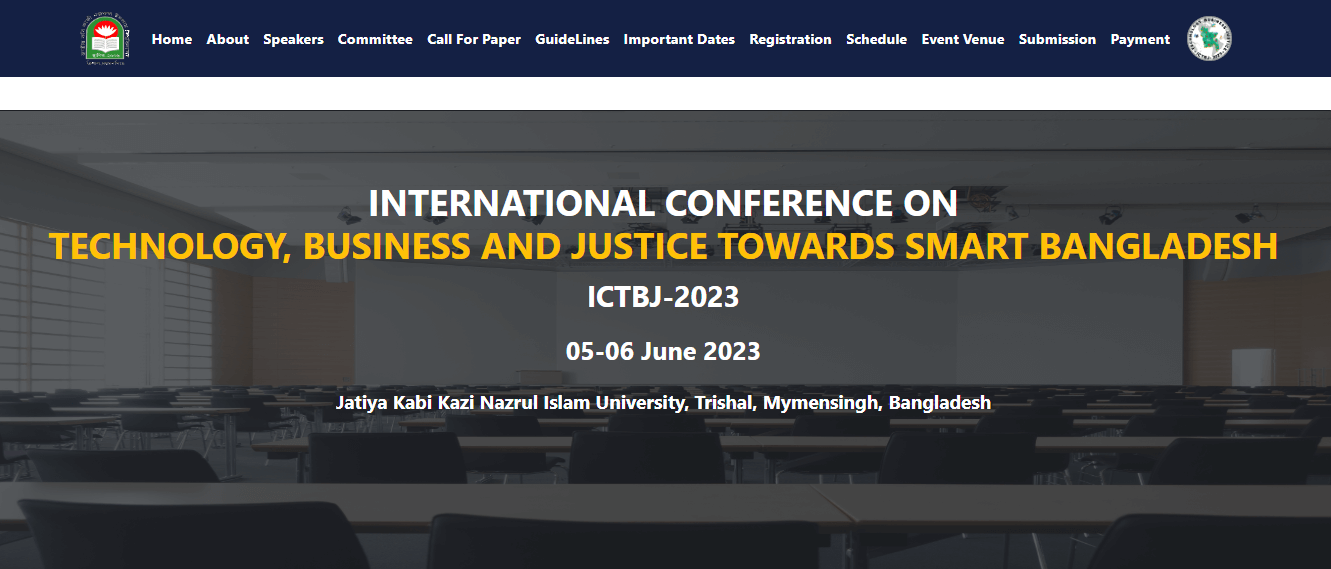 Home About Speakers Committee Call For Paper GuideLines Important Dates Registration Schedule Event Venue Submission Payment
INTERNATIONAL CONFERENCE ON
TECHNOLOGY, BUSINESS AND JUSTICE TOWARDS SMART BANGLADESH
ICTBJ-2023
05-06 June 2023
Jatiya Kabi Kazi Nazrul Islam University, Trishal, Mymensingh, Bangladesh